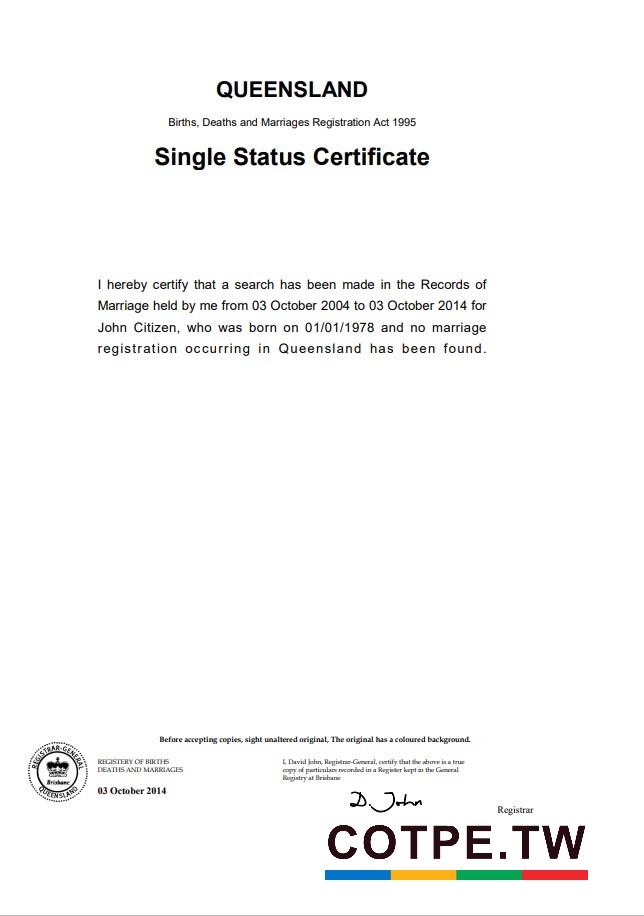 QUEENSLAND
Births, Deaths and Marriages Registration Act 1995
Single Status Certificate
I hereby certify that a search has been made in the Records of
Marriage held by me from 03 October 2004 to 03 October 2014 for
John Citizen, who was born on 01/01/1978 and no marriage
registration occurring in Queensland has been found.
Before accepting copies, sight unaltered original, The original has a coloured background.
REGISTRAR-GENERAL
Brisbane
QUEENSLAND
REGISTERY OF BIRTHS
DEATHS AND MARRIAGES
03 October 2014
I, David John, Registrar-General, certify that the above is a true
copy of particulars recorded in a Register kept in the General
Registry at Brisbane
D. John
Registrar
COTPE.TW